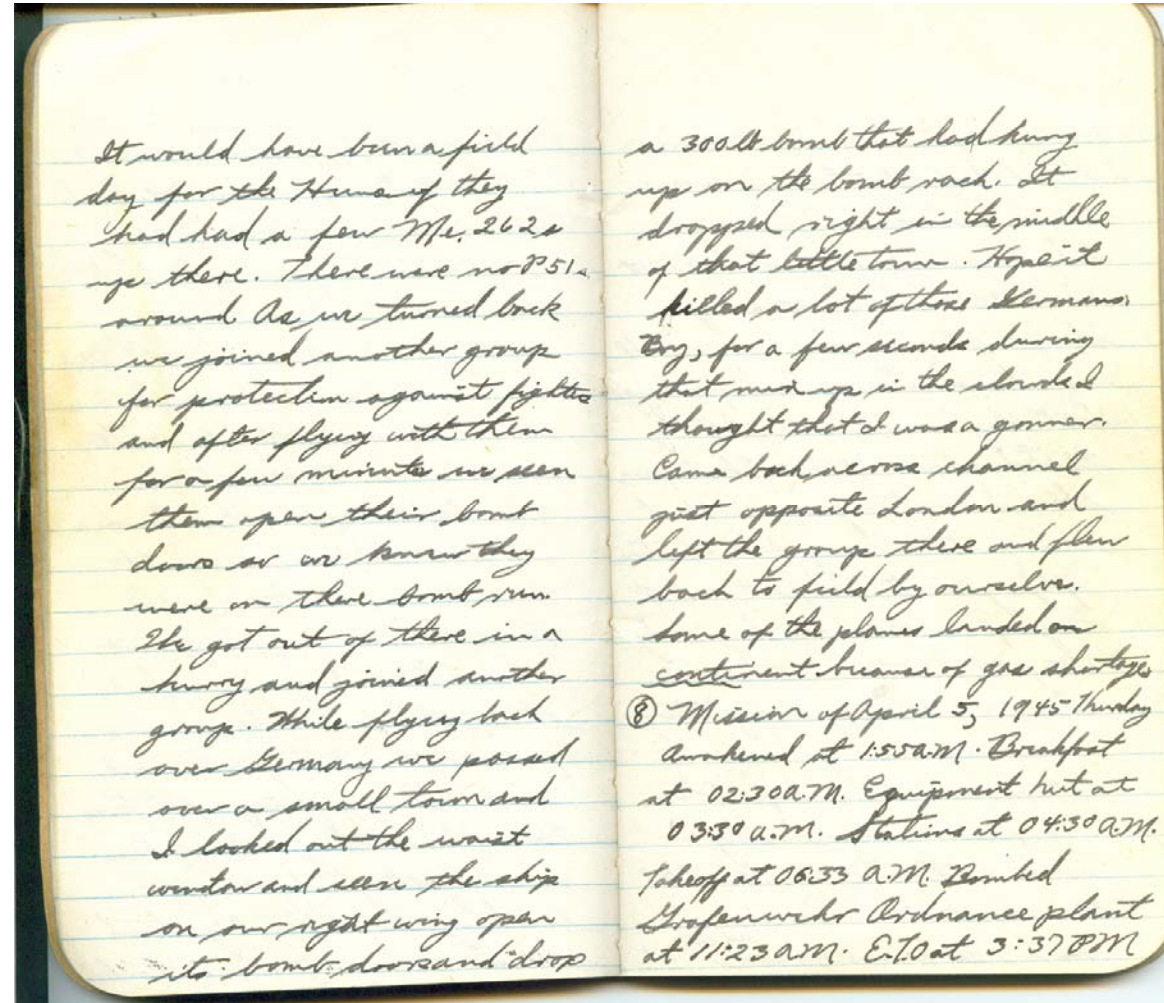 It would have been a field
day for the Huns if they
had had a few Me. 262s
up there. There were no P51s
around As we turned back
we joined another group
for protection against fighters
and after flying with them
for a few minutes we seen
them open their bomb
doors so we knew they
were on there bomb run.
We got out of there in a
hurry and joined another
group. While flying back
over Germany we passed
over a small town and
I looked out the waist
window and seen the ship
on our right wing open
its bomb doors and drop
a 300lb bomb that had hung
up on the bomb rack. It
dropped right in the middle
of that little town. Hope it
killed a lot of those Germans.
Boy, for a few seconds during
that mix up in the clouds I
thought that I was a gonner.
Came back across channel
just opposite London and
left the group there and flew
back to field by ourselve.
Some of the planes landed on
continent because of gas shortage.
⑧ Mission of April 5, 1945 Thursday
Awakened at 1:55 A.M. Breakfast
at 02:30 A.M. Equipment hut at
03:30 A.M. Stations at 04:30 A.M.
Takeoff at 06:33 A.M. Bombed
Grafenwohr Ordnance plant
at 11:23 A.M. at 3:37 PM